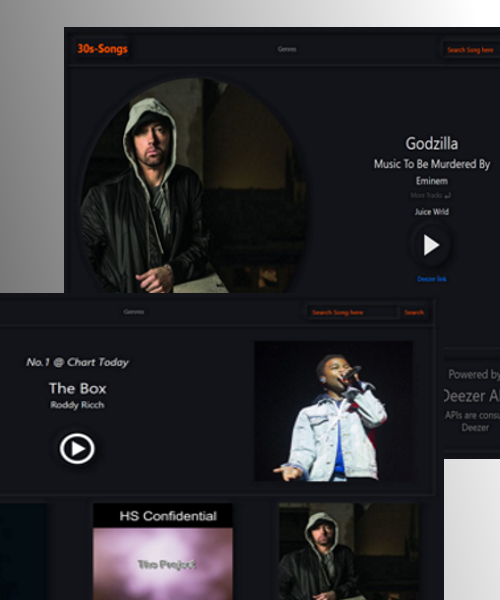 30s-Songs
Genres
Search Song here
Godzilla
Music To Be Murdered By
Eminem
More Tracks
Juice Wrld
Deezer link
Genres
Search Song here
Search
No.1 @ Chart Today
The Box
Roddy Ricch
Powered by
Deezer
APIs are
Deezer
HS Confidential
The Project